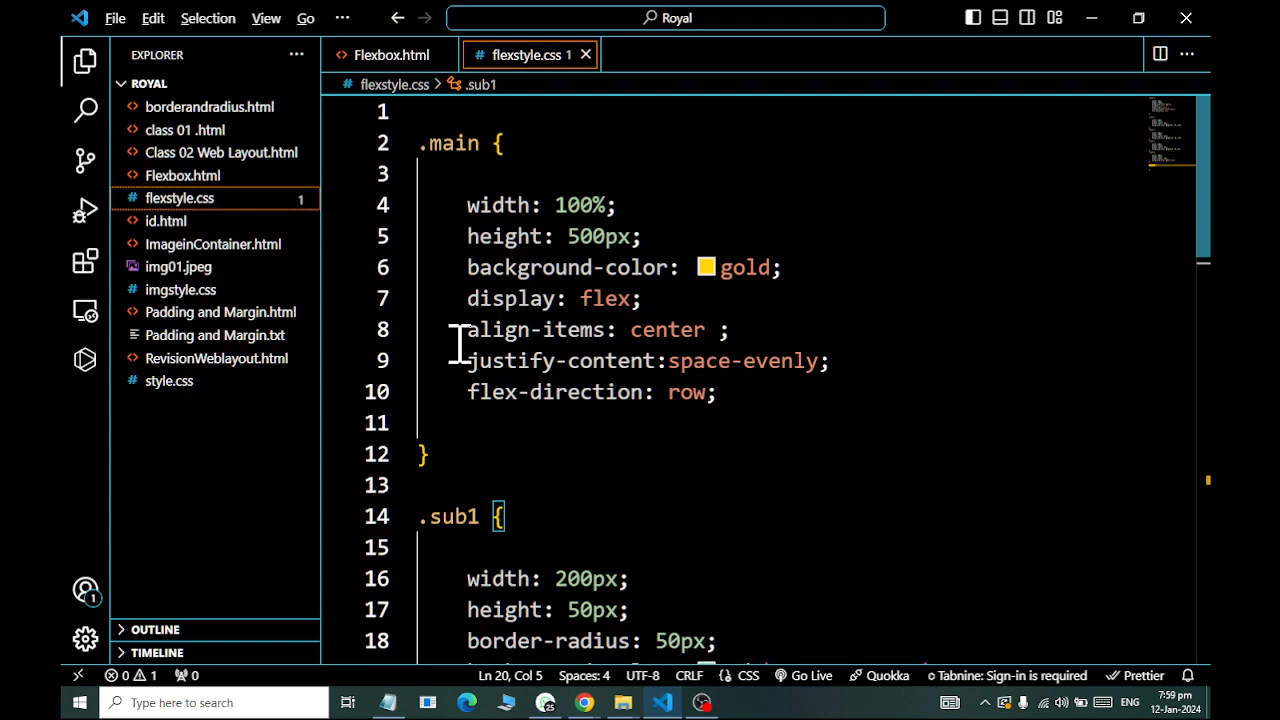 File Edit Selection View Go ··· Royal
EXPLORER ···
ROYAL
borderandradius.html
class 01 .html
Class 02 Web Layout.html
Flexbox.html
flexstyle.css 1
id.html
ImageinContainer.html
img01.jpeg
imgstyle.css
Padding and Margin.html
Padding and Margin.txt
RevisionWeblayout.html
style.css
OUTLINE
TIMELINE
Flexbox.html # flexstyle.css 1
# flexstyle.css > .sub1
1
2 .main {
3
4 width: 100%;
5 height: 500px;
6 background-color: gold;
7 display: flex;
8 align-items: center ;
9 justify-content:space-evenly;
10 flex-direction: row;
11
12 }
13
14 .sub1 {
15
16 width: 200px;
17 height: 50px;
18 border-radius: 50px;
1
0 1 0 Ln 20, Col 5 Spaces: 4 UTF-8 CRLF {} CSS Go Live Quokka Tabnine: Sign-in is required Prettier
Type here to search ENG 7:59 pm
12-Jan-2024